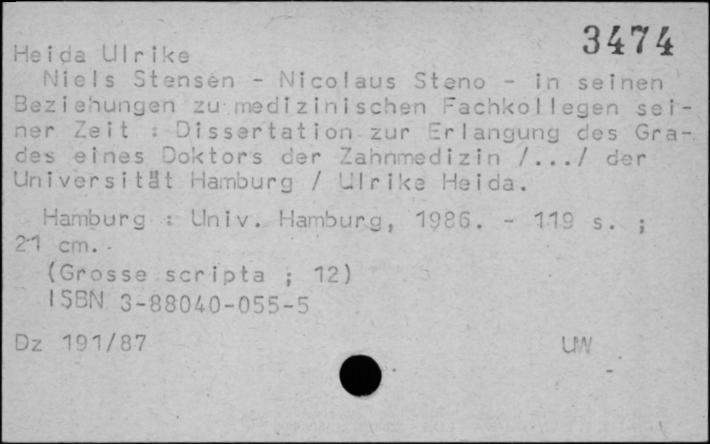 3474
Heida Ulrike
Niels Stensen - Nicolaus Steno - in seinen
Beziehungen zu medizinischen Fachkollegen sei-
ner Zeit : Dissertation zur Erlangung des Gra-
des eines Doktors der Zahnmedizin /.../ der
Universität Hamburg / Ulrike Heida.
Hamburg : Univ. Hamburg, 1986. - 119 s. ;
21 cm.
(Grosse scripta ; 12)
ISBN 3-88040-055-5
Dz 191/87 UW